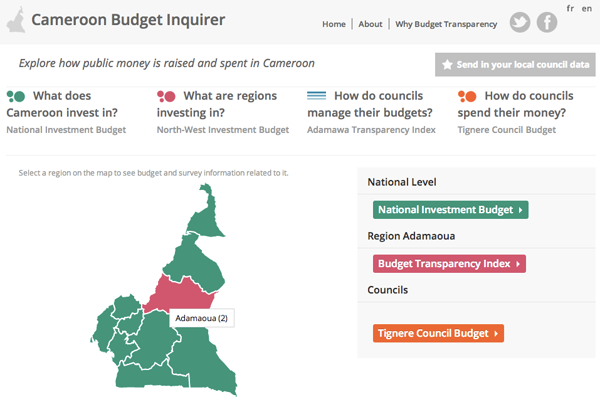 fr en
Cameroon Budget Inquirer
Home | About | Why Budget Transparency
Explore how public money is raised and spent in Cameroon
Send in your local council data
What does
Cameroon invest in?
National Investment Budget
What are regions
investing in?
North-West Investment Budget
How do councils
manage their budgets?
Adamawa Transparency Index
How do councils
spend their money?
Tignere Council Budget
Select a region on the map to see budget and survey information related to it.
Adamaoua (2)
National Level
National Investment Budget
Region Adamaoua
Budget Transparency Index
Councils
Tignere Council Budget